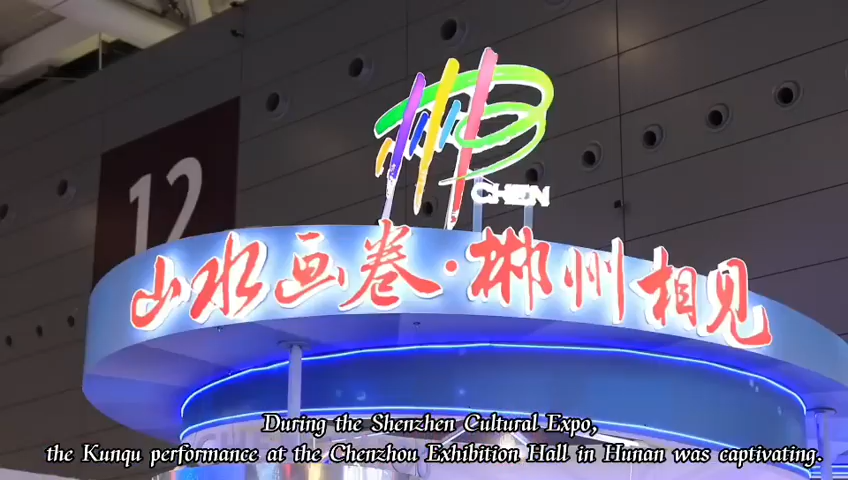 郴
CHEN
12
山水画卷·郴州相见
During the Shenzhen Cultural Expo,
the Kunqu performance at the Chenzhou Exhibition Hall in Hunan was captivating.